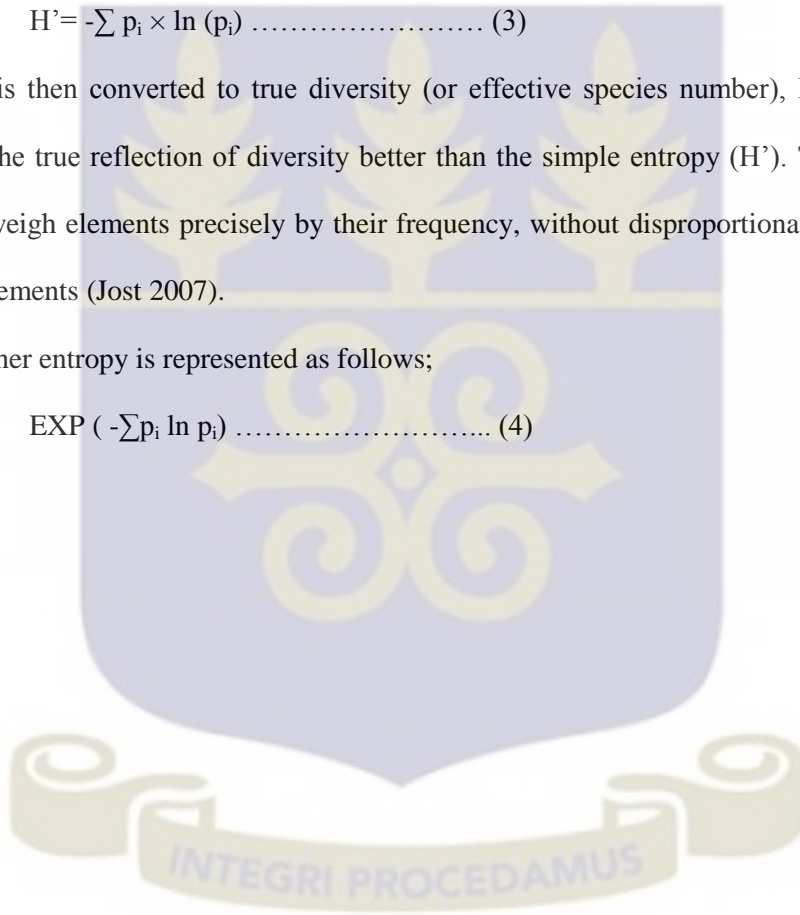 H’= -∑ pᵢ × ln (pᵢ) …………………… (3)
is then converted to true diversity (or effective species number),
he true reflection of diversity better than the simple entropy (H’).
veigh elements precisely by their frequency, without disproportiona
ements (Jost 2007).
ner entropy is represented as follows;
EXP ( -∑pᵢ ln pᵢ) …………………….. (4)
INTEGRI PROCEDAMUS